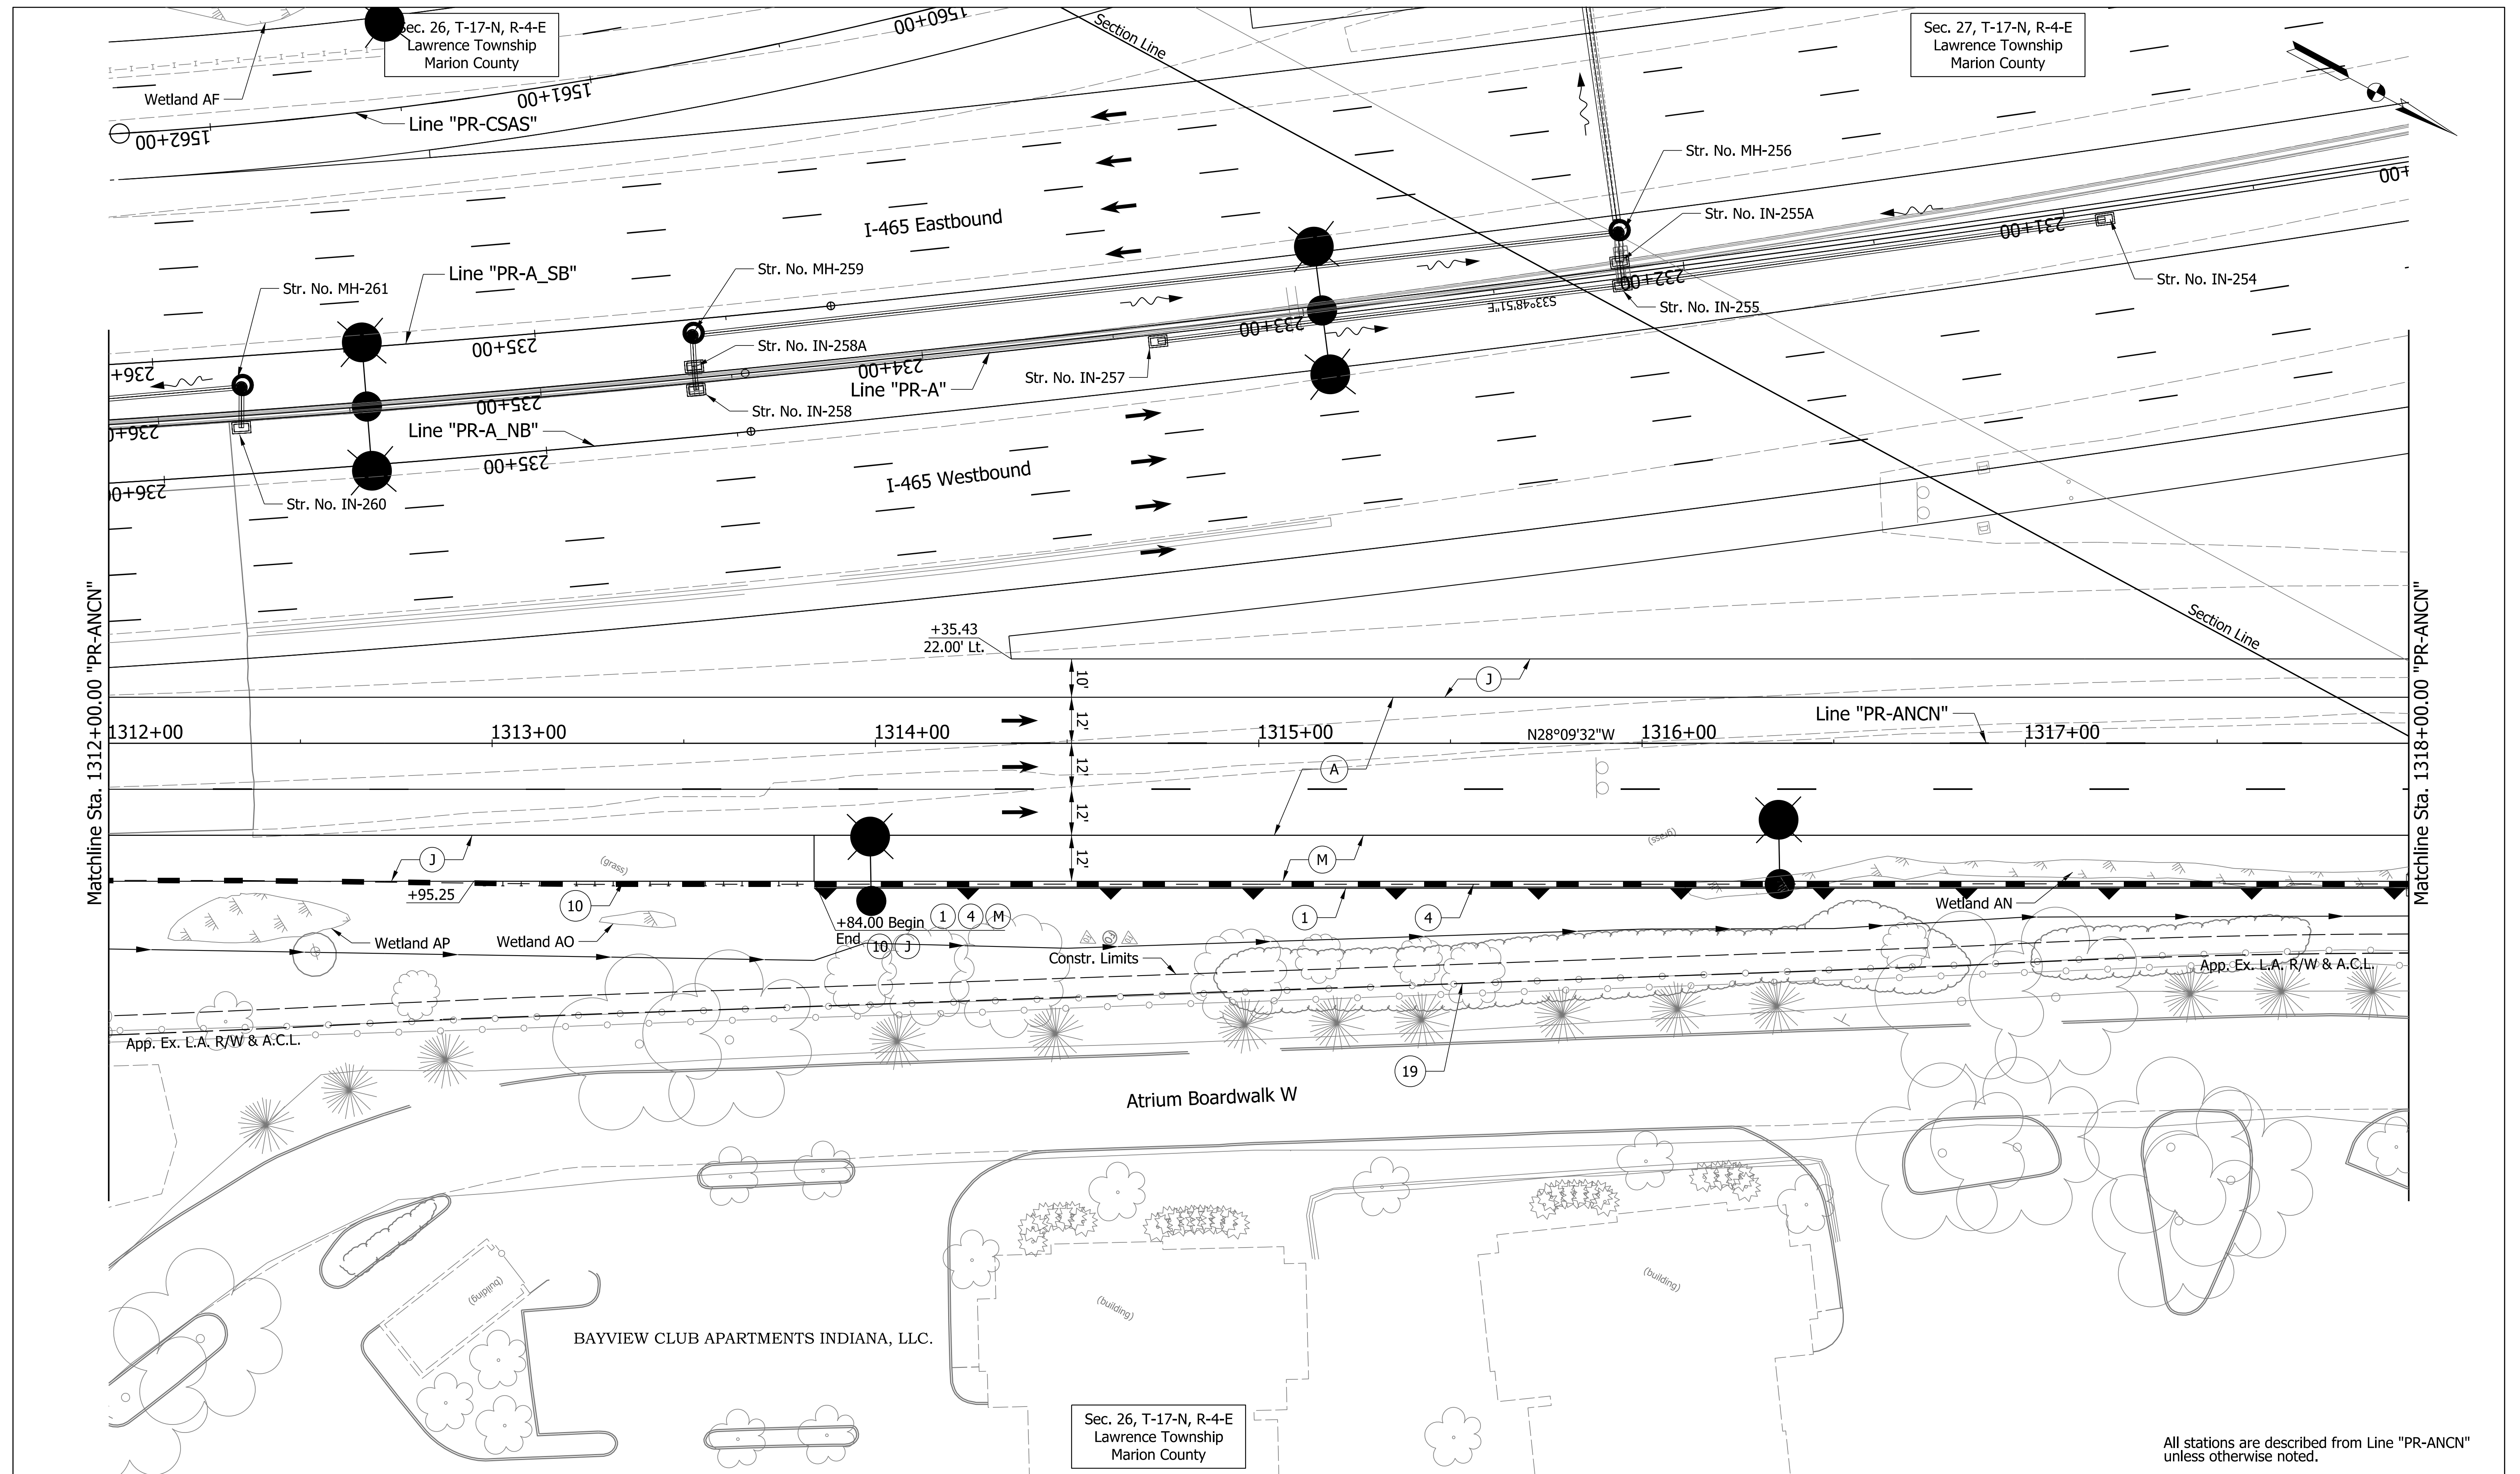 Sec. 26, T-17-N, R-4-E
Lawrence Township
Marion County
1560+00
Section Line
Sec. 27, T-17-N, R-4-E
Lawrence Township
Marion County
Wetland AF
1561+00
Line "PR-CSAS"
1562+00
Str. No. MH-256
+00
Str. No. IN-255A
I-465 Eastbound
231+00
Line "PR-A_SB"
Str. No. MH-259
Str. No. IN-254
Str. No. MH-261
232+00
S33°48'51"E
Str. No. IN-255
233+00
235+00
Str. No. IN-258A
236+
234+00
Str. No. IN-257
Line "PR-A"
235+00
Str. No. IN-258
236+0
Line "PR-A_NB"
235+00
I-465 Westbound
236+00
Str. No. IN-260
Matchline Sta. 1312+00.00 "PR-ANCN"
Matchline Sta. 1318+00.00 "PR-ANCN"
Section Line
+35.43
22.00' Lt.
10'
J
12'
Line "PR-ANCN"
1312+00
1313+00
1314+00
1315+00
N28°09'32"W
1316+00
1317+00
12'
A
12'
(grass)
J
(grass)
12'
M
+95.25
10
Wetland AN
+84.00 Begin
1
4
M
1
4
End
10
J
Wetland AP
Wetland AO
Constr. Limits
App. Ex. L.A. R/W & A.C.L.
App. Ex. L.A. R/W & A.C.L.
19
Atrium Boardwalk W
(building)
(building)
(building)
BAYVIEW CLUB APARTMENTS INDIANA, LLC.
Sec. 26, T-17-N, R-4-E
Lawrence Township
Marion County
All stations are described from Line "PR-ANCN"
unless otherwise noted.